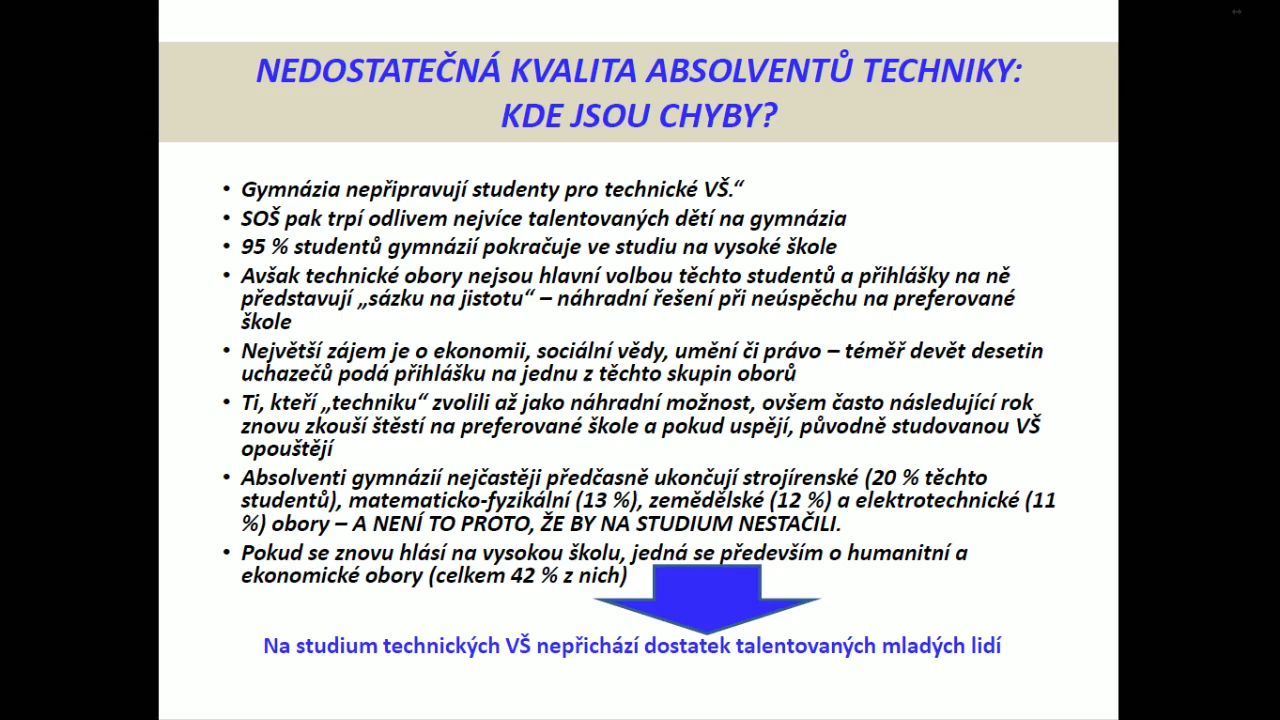 NEDOSTATEČNÁ KVALITA ABSOLVENTŮ TECHNIKY:
KDE JSOU CHYBY?
• Gymnázia nepřipravují studenty pro technické VŠ.“
• SOŠ pak trpí odlivem nejvíce talentovaných dětí na gymnázia
• 95 % studentů gymnázií pokračuje ve studiu na vysoké škole
• Avšak technické obory nejsou hlavní volbou těchto studentů a přihlášky na ně
představují „sázku na jistotu“ – náhradní řešení při neúspěchu na preferované
škole
• Největší zájem je o ekonomii, sociální vědy, umění či právo – téměř devět desetin
uchazečů podá přihlášku na jednu z těchto skupin oborů
• Ti, kteří „techniku“ zvolili až jako náhradní možnost, ovšem často následující rok
znovu zkouší štěstí na preferované škole a pokud uspějí, původně studovanou VŠ
opouštějí
• Absolventi gymnázií nejčastěji předčasně ukončují strojírenské (20 % těchto
studentů), matematicko-fyzikální (13 %), zemědělské (12 %) a elektrotechnické (11
%) obory – A NENÍ TO PROTO, ŽE BY NA STUDIUM NESTAČILI.
• Pokud se znovu hlásí na vysokou školu, jedná se především o humanitní a
ekonomické obory (celkem 42 % z nich)
Na studium technických VŠ nepřichází dostatek talentovaných mladých lidí